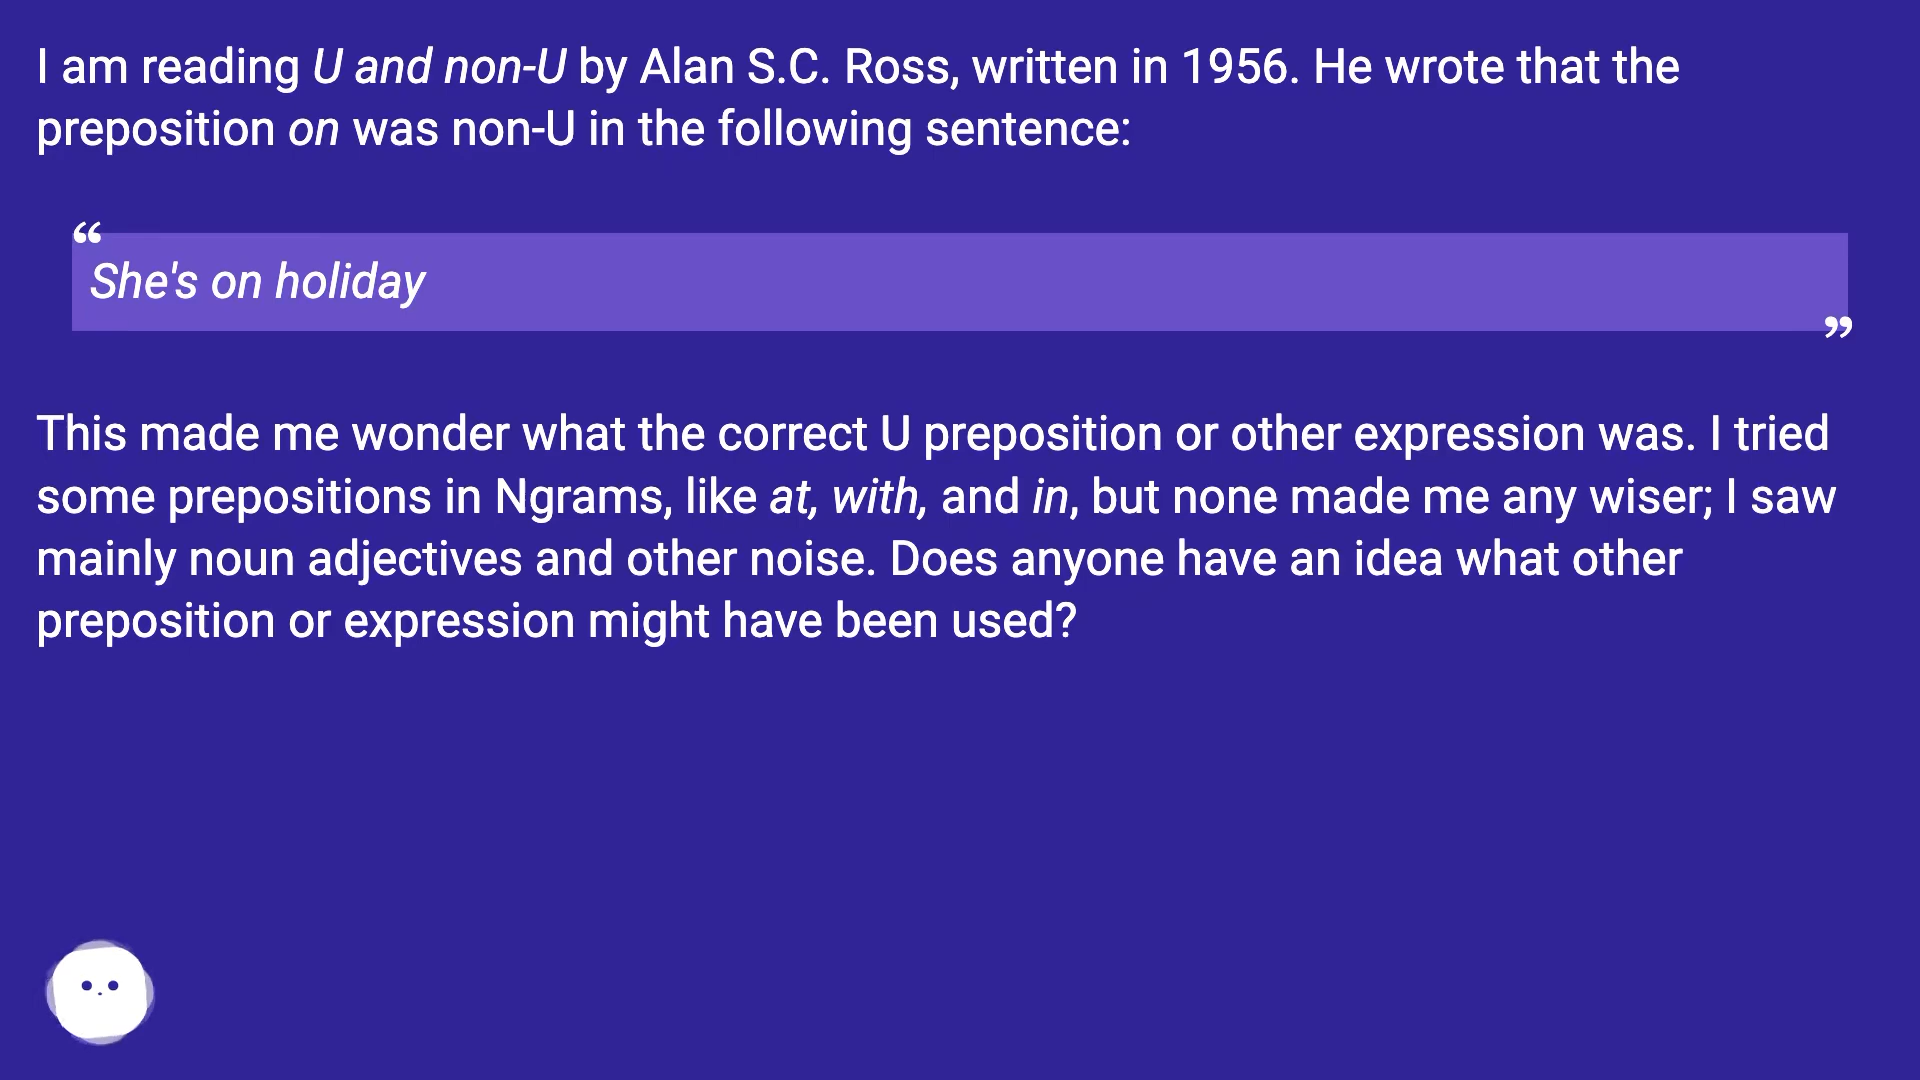 I am reading U and non-U by Alan S.C. Ross, written in 1956. He wrote that the
preposition on was non-U in the following sentence:
“
She's on holiday
”
This made me wonder what the correct U preposition or other expression was. I tried
some prepositions in Ngrams, like at, with, and in, but none made me any wiser; I saw
mainly noun adjectives and other noise. Does anyone have an idea what other
preposition or expression might have been used?